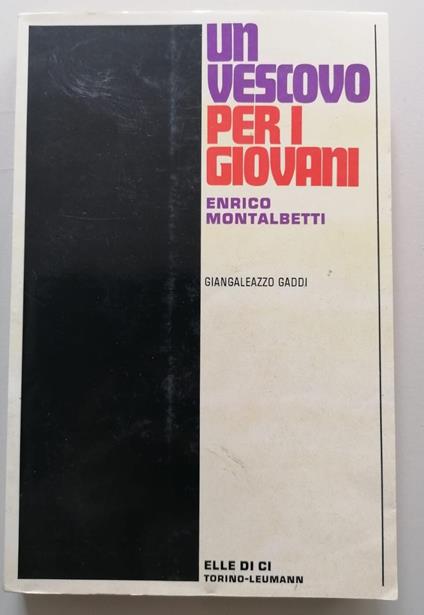 UN
VESCOVO
PER I
GIOVANI
ENRICO
MONTALBETTI
GIANGALEAZZO GADDI
ELLE DI CI
TORINO-LEUMANN